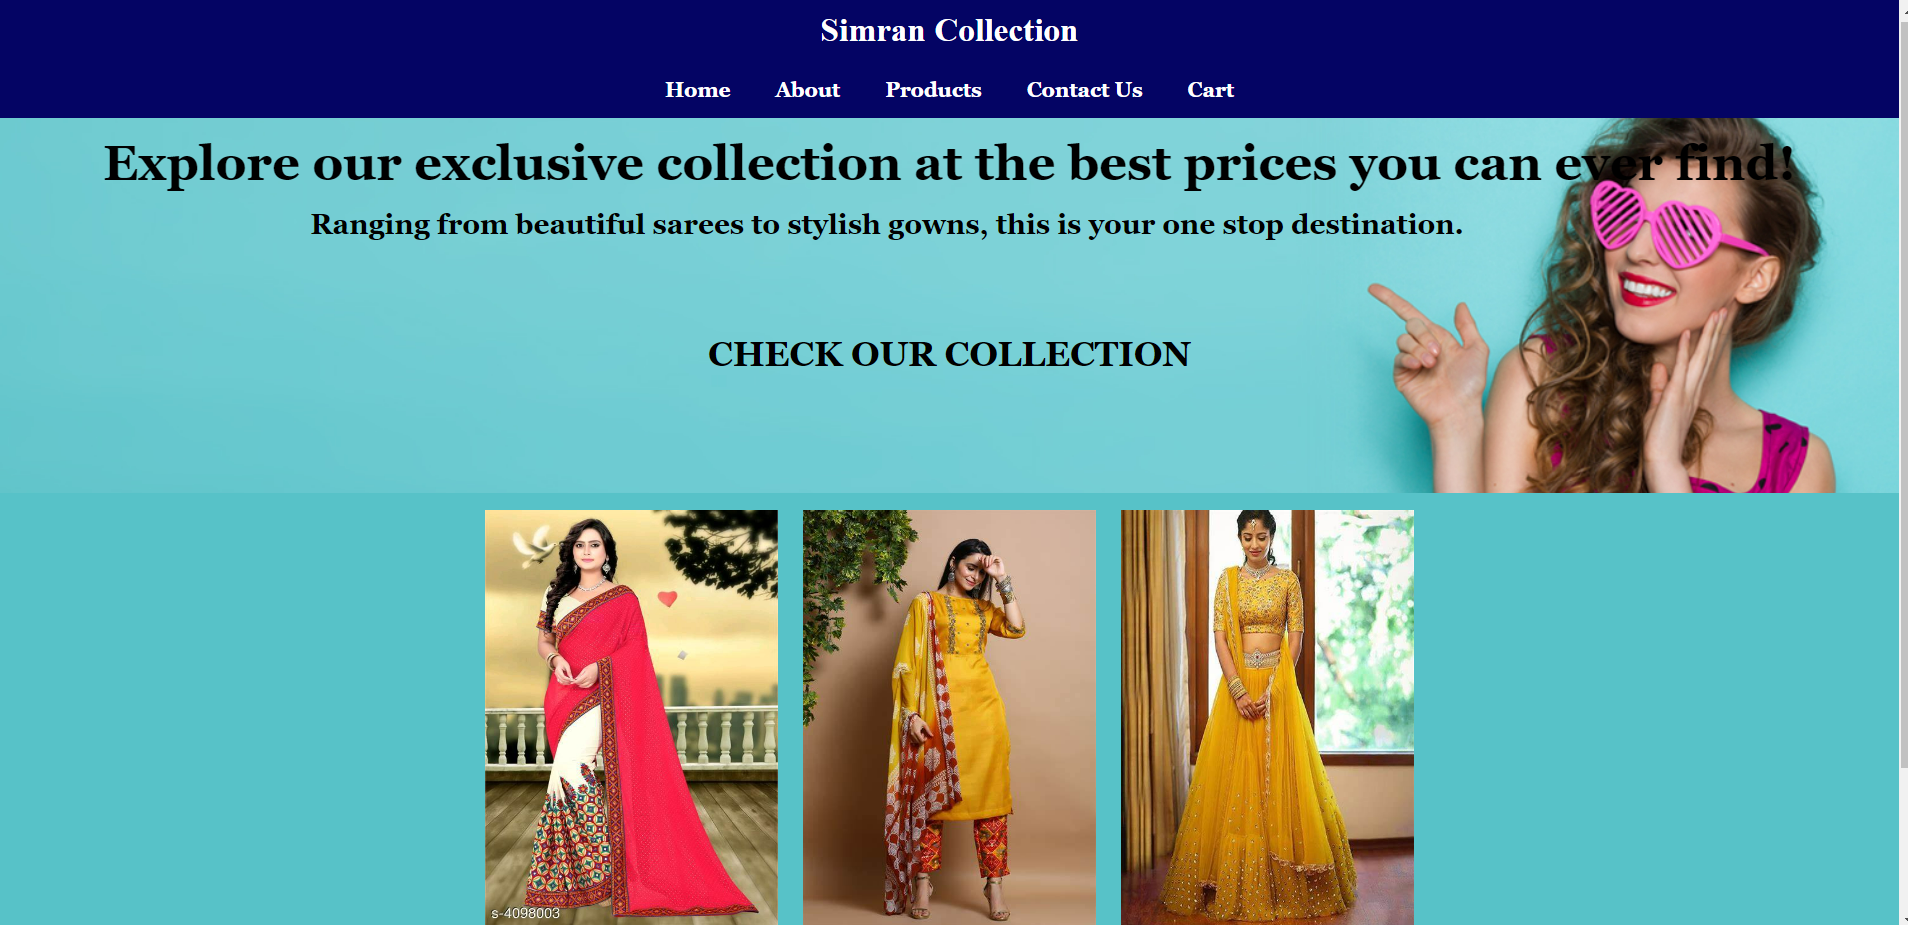 Simran Collection
Home About Products Contact Us Cart
Explore our exclusive collection at the best prices you can ever find!
Ranging from beautiful sarees to stylish gowns, this is your one stop destination.
CHECK OUR COLLECTION
s-4098003